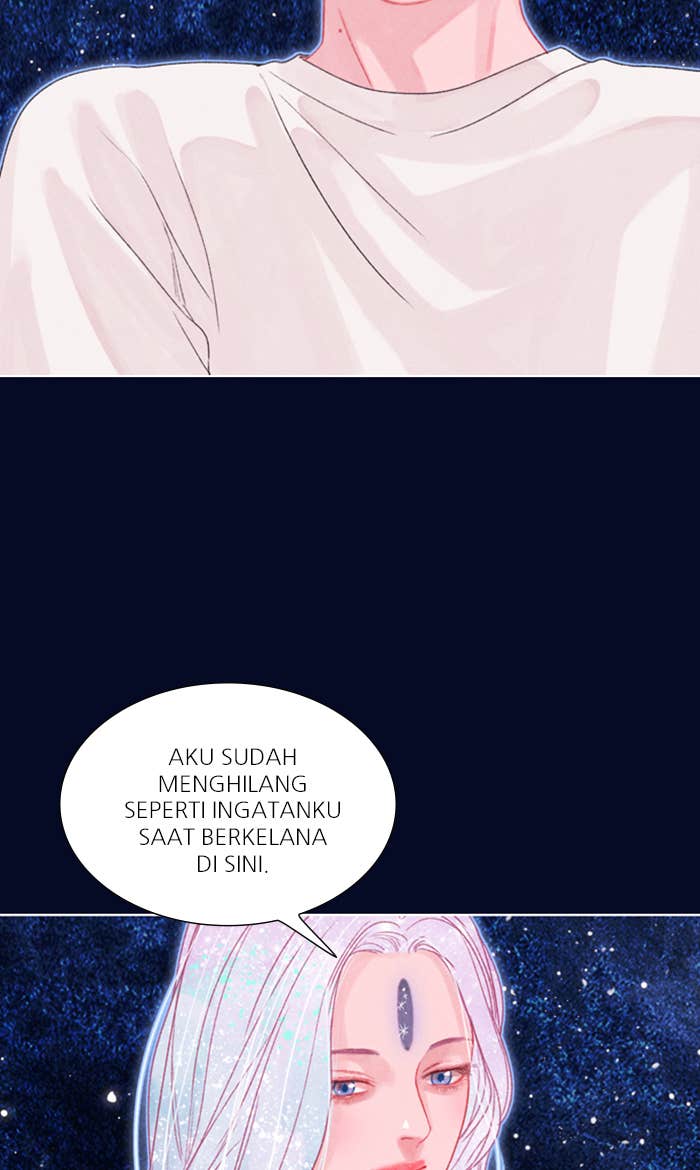 AKU SUDAH
MENGHILANG
SEPERTI INGATANKU
SAAT BERKELANA
DI SINI.